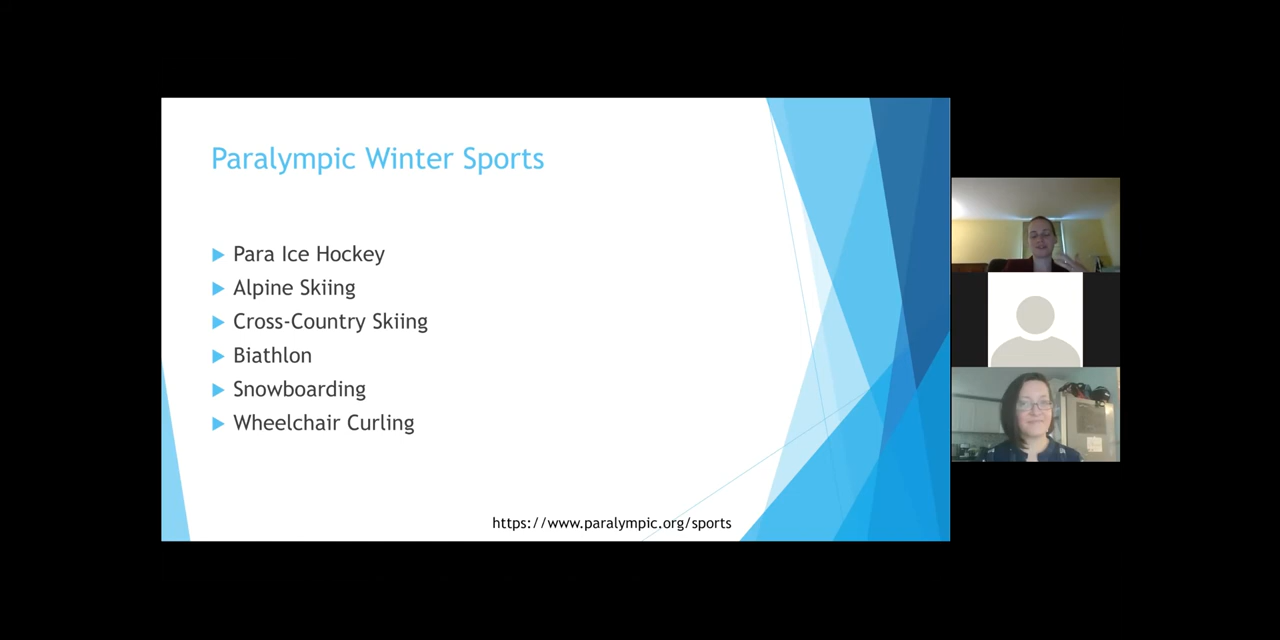 Paralympic Winter Sports
Para Ice Hockey
Alpine Skiing
Cross-Country Skiing
Biathlon
Snowboarding
Wheelchair Curling
https://www.paralympic.org/sports